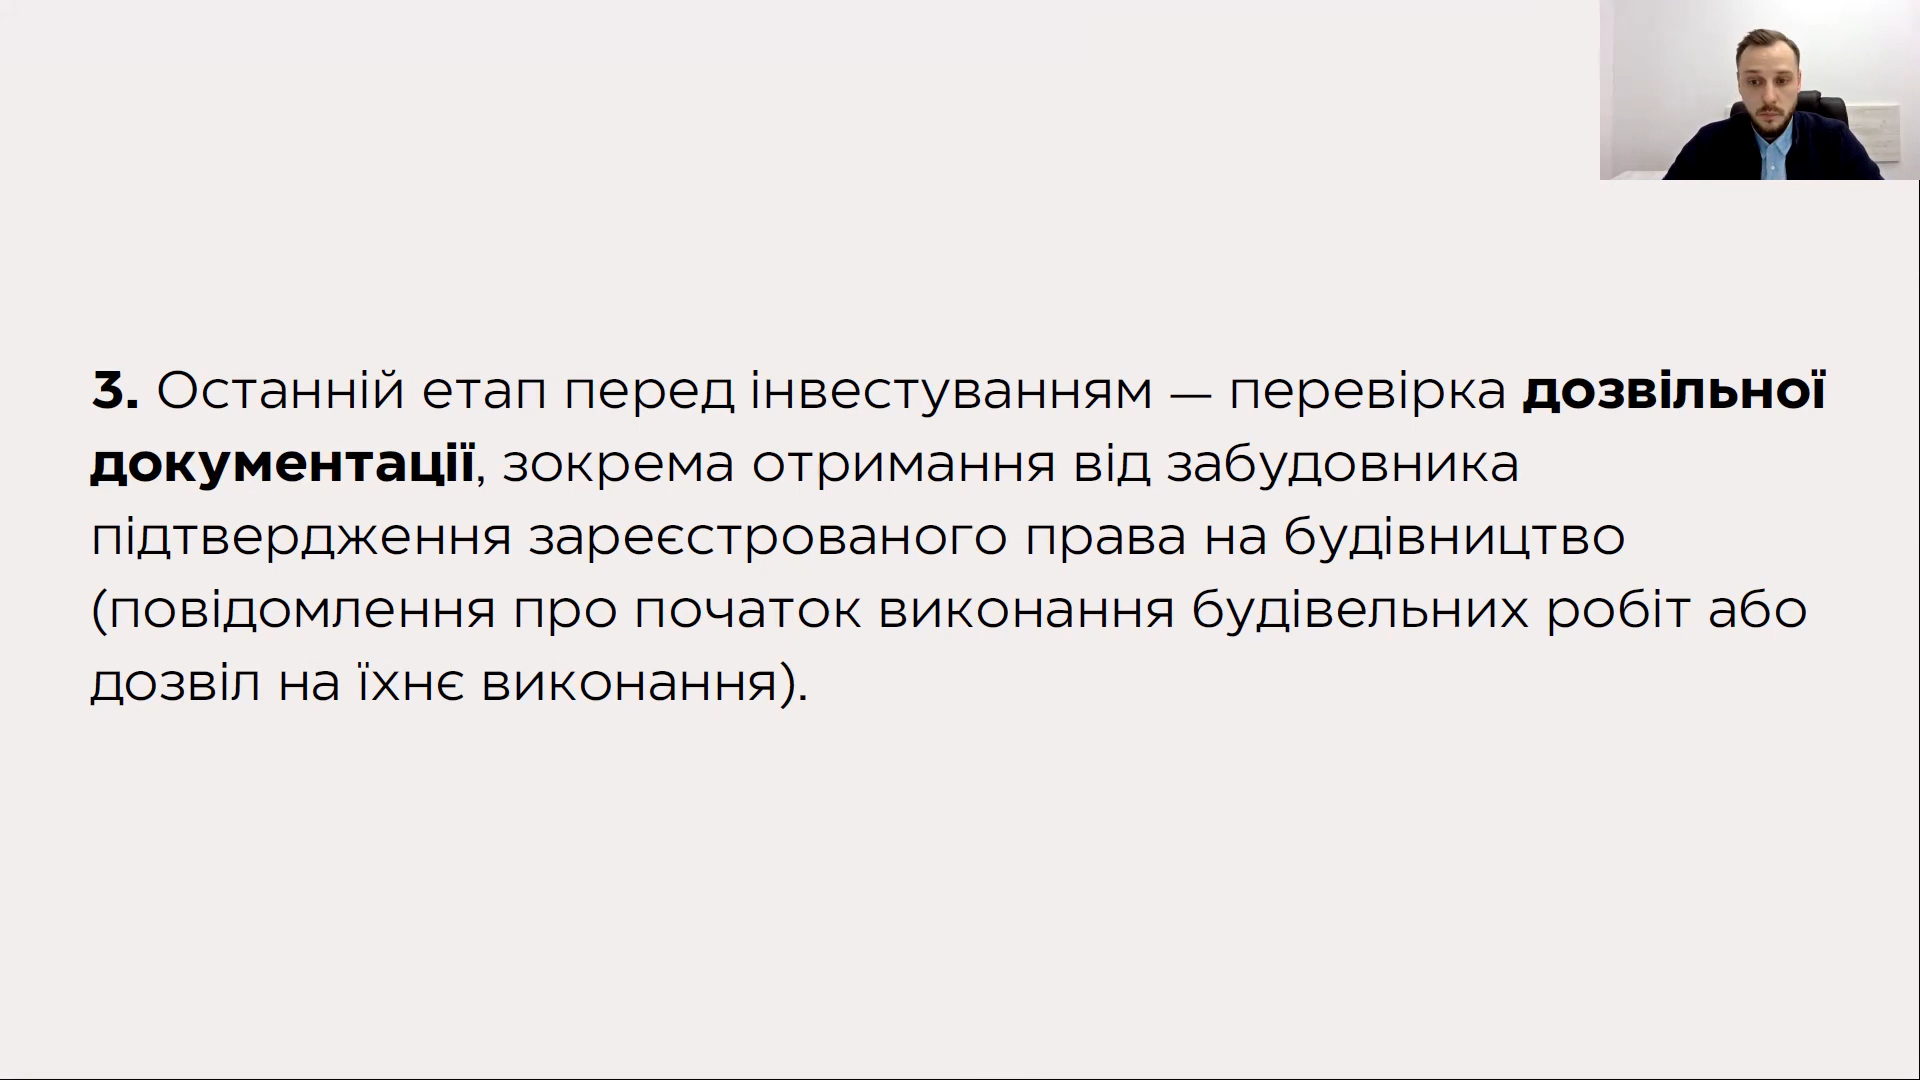 3. Останній етап перед інвестуванням — перевірка дозвільної
документації, зокрема отримання від забудовника
підтвердження зареєстрованого права на будівництво
(повідомлення про початок виконання будівельних робіт або
дозвіл на їхнє виконання).